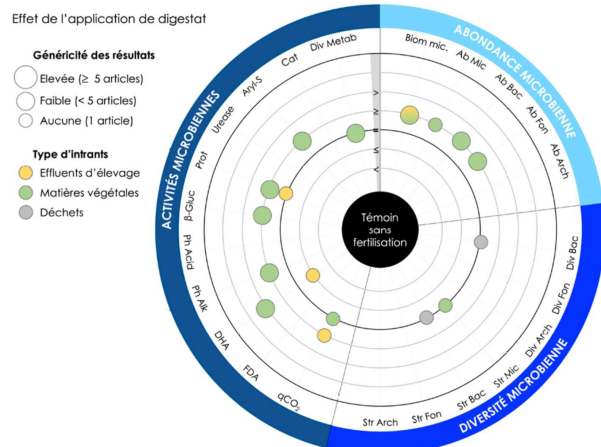 Effet de l'application de digestat
Généricité des résultats
Elevée (≥ 5 articles)
Faible (< 5 articles)
Aucune (1 article)
Type d'intrants
Effluents d'élevage
Matières végétales
Déchets
ACTIVITÉS MICROBIENNES
ABONDANCE MICROBIENNE
DIVERSITÉ MICROBIENNE
Biom mic.
Ab Mic
Ab Bac
Ab Fon
Ab Arch
Div Bac
Div Fon
Div Arch
Str Mic
Str Bac
Str Fon
Str Arch
qCO₂
FDA
DHA
Ph Alk
Ph Acid
β-Gluc
Prot
Urease
Aryl-S
Cat
Div Metab
>
≥
=
≤
<
Témoin
sans
fertilisation